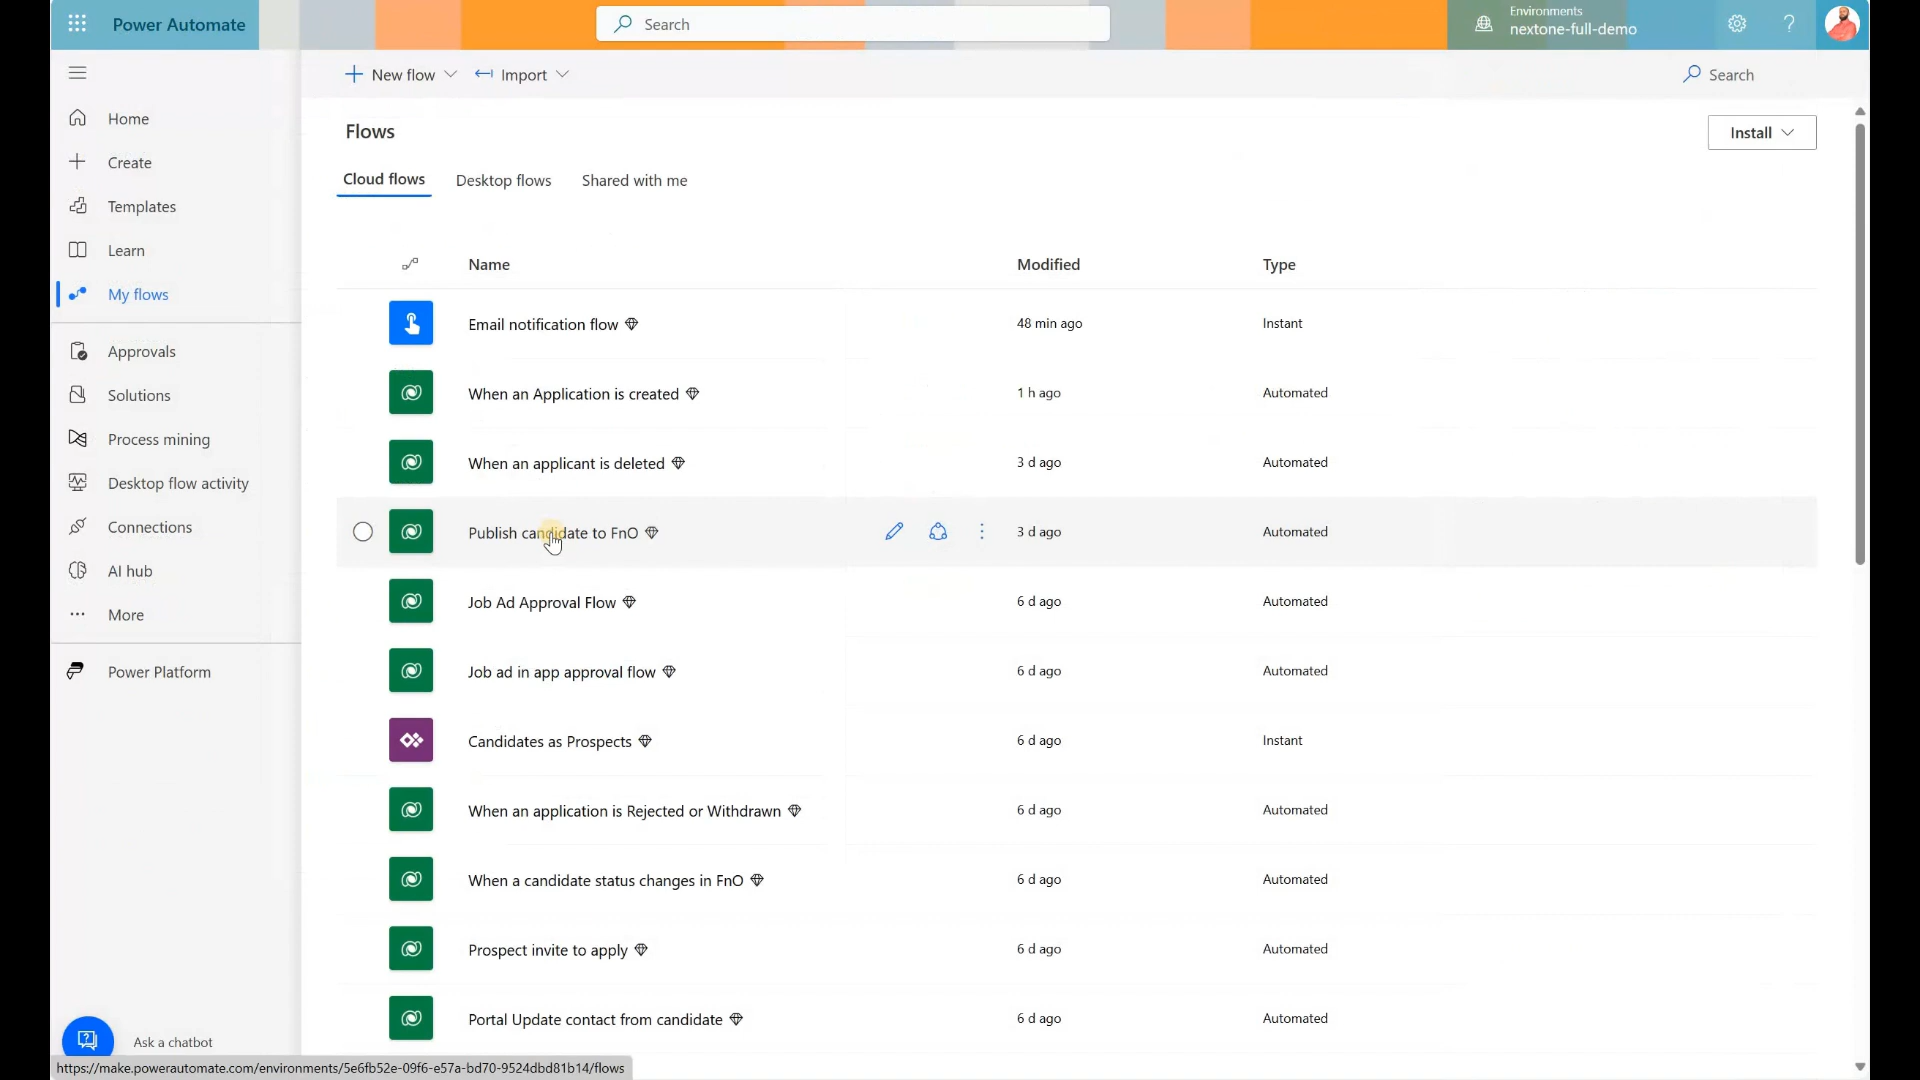 Power Automate
Search
Environments
nextone-full-demo
New flow
Import
Search
Home
Create
Templates
Learn
My flows
Approvals
Solutions
Process mining
Desktop flow activity
Connections
AI hub
More
Power Platform
Ask a chatbot
Flows
Install
Cloud flows Desktop flows Shared with me
Name Modified Type
Email notification flow 48 min ago Instant
When an Application is created 1 h ago Automated
When an applicant is deleted 3 d ago Automated
Publish candidate to FnO 3 d ago Automated
Job Ad Approval Flow 6 d ago Automated
Job ad in app approval flow 6 d ago Automated
Candidates as Prospects 6 d ago Instant
When an application is Rejected or Withdrawn 6 d ago Automated
When a candidate status changes in FnO 6 d ago Automated
Prospect invite to apply 6 d ago Automated
Portal Update contact from candidate 6 d ago Automated
https://make.powerautomate.com/environments/5e6fb52e-09f6-e57a-bd70-9524dbd81b14/flows